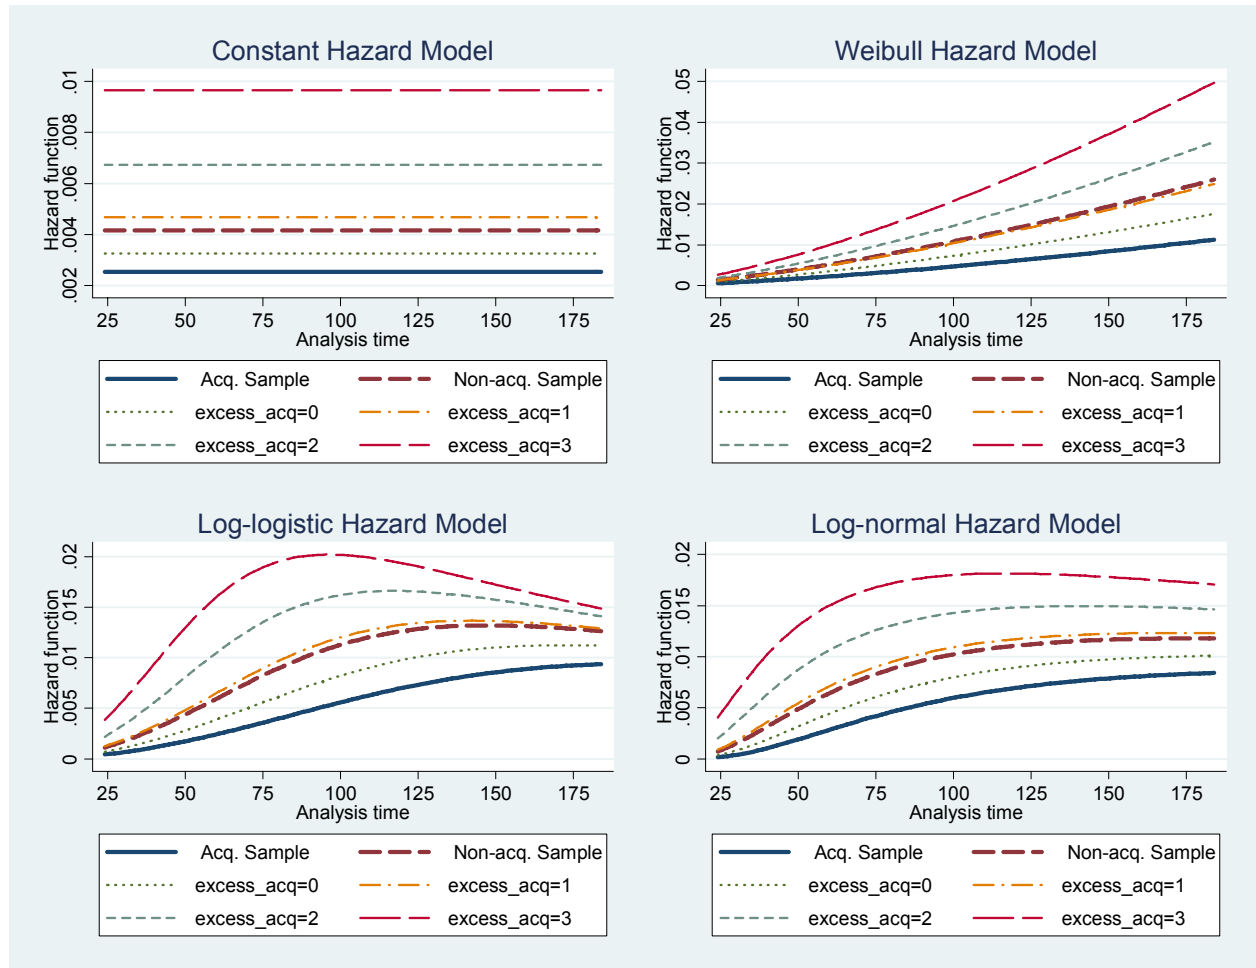 Constant Hazard Model
Hazard function
.01
.008
.006
.004
.002
25 50 75 100 125 150 175
Analysis time
Acq. Sample Non-acq. Sample
excess_acq=0 excess_acq=1
excess_acq=2 excess_acq=3
Weibull Hazard Model
Hazard function
.05
.04
.03
.02
.01
0
25 50 75 100 125 150 175
Analysis time
Acq. Sample Non-acq. Sample
excess_acq=0 excess_acq=1
excess_acq=2 excess_acq=3
Log-logistic Hazard Model
Hazard function
.02
.015
.01
.005
0
25 50 75 100 125 150 175
Analysis time
Acq. Sample Non-acq. Sample
excess_acq=0 excess_acq=1
excess_acq=2 excess_acq=3
Log-normal Hazard Model
Hazard function
.02
.015
.01
.005
0
25 50 75 100 125 150 175
Analysis time
Acq. Sample Non-acq. Sample
excess_acq=0 excess_acq=1
excess_acq=2 excess_acq=3